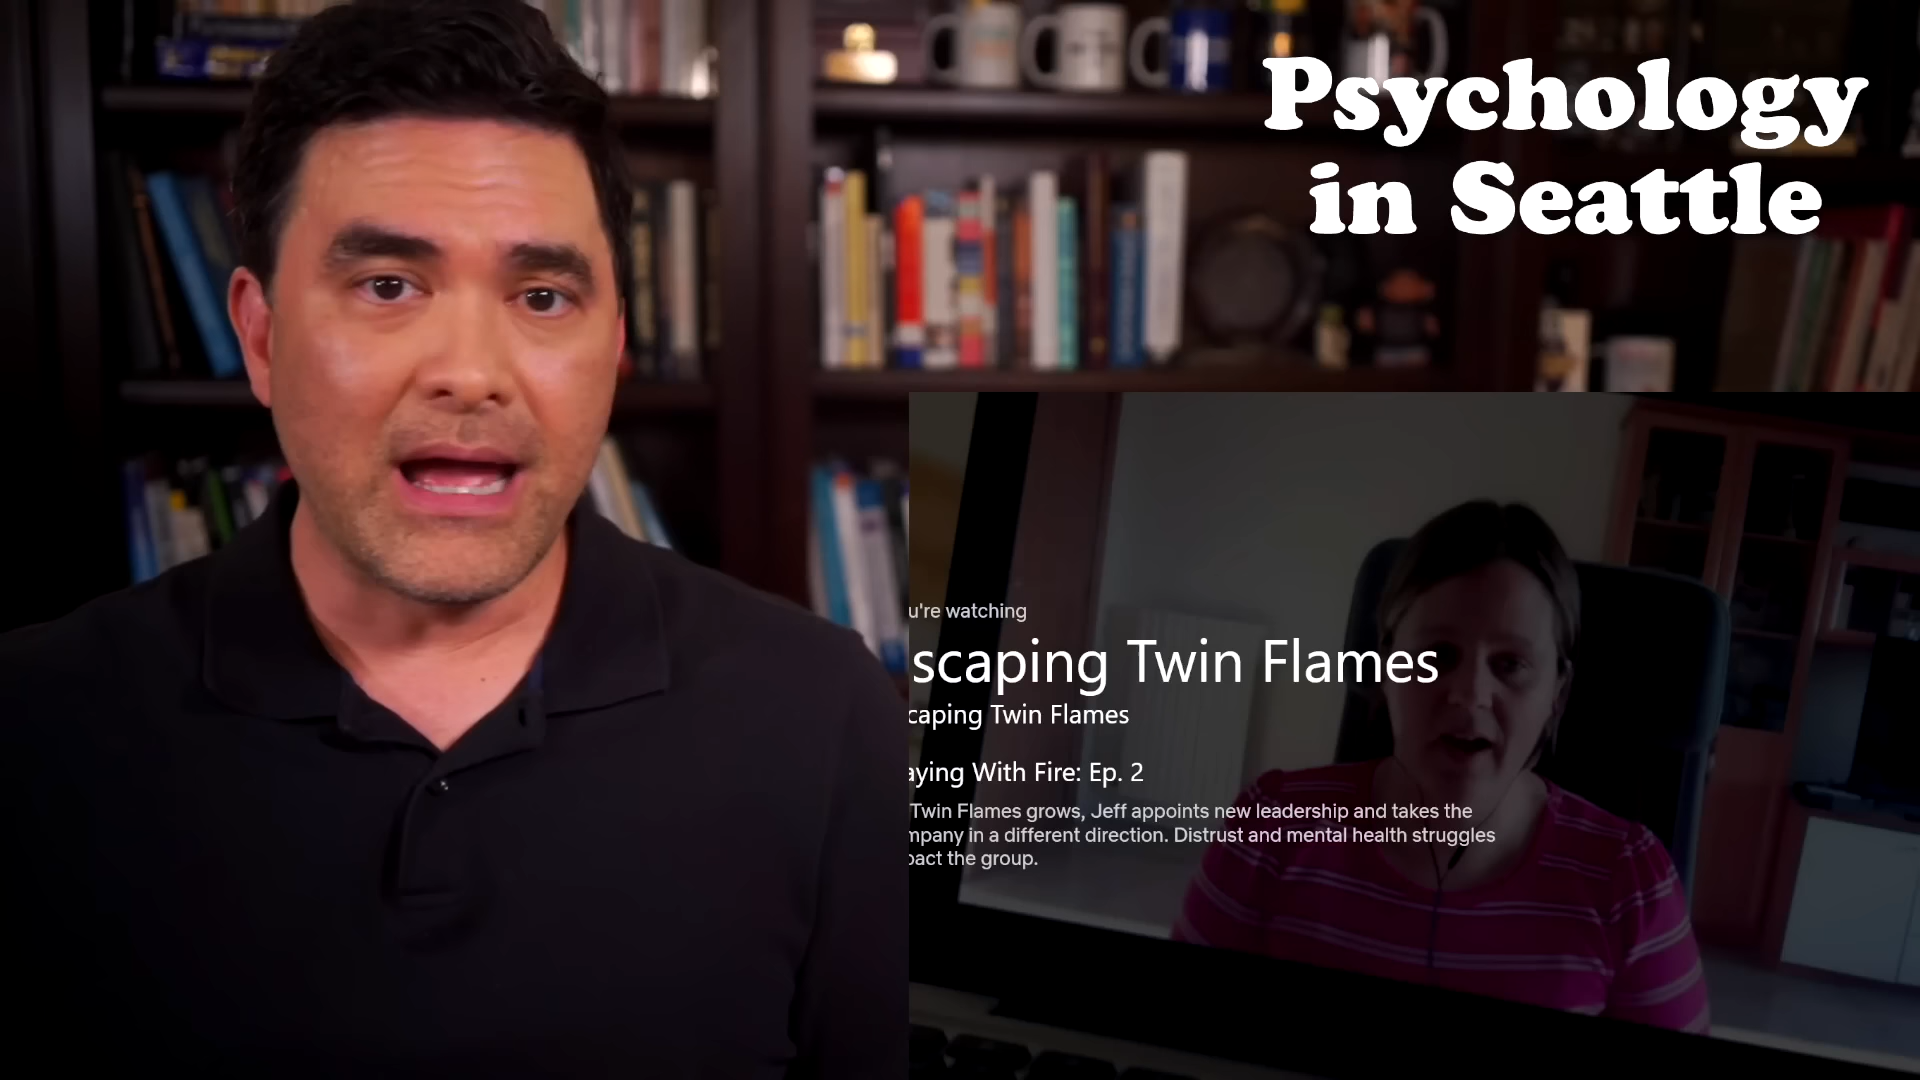 Psychology
in Seattle
u're watching
scaping Twin Flames
caping Twin Flames
aying With Fire: Ep. 2
Twin Flames grows, Jeff appoints new leadership and takes the
mpany in a different direction. Distrust and mental health struggles
pact the group.